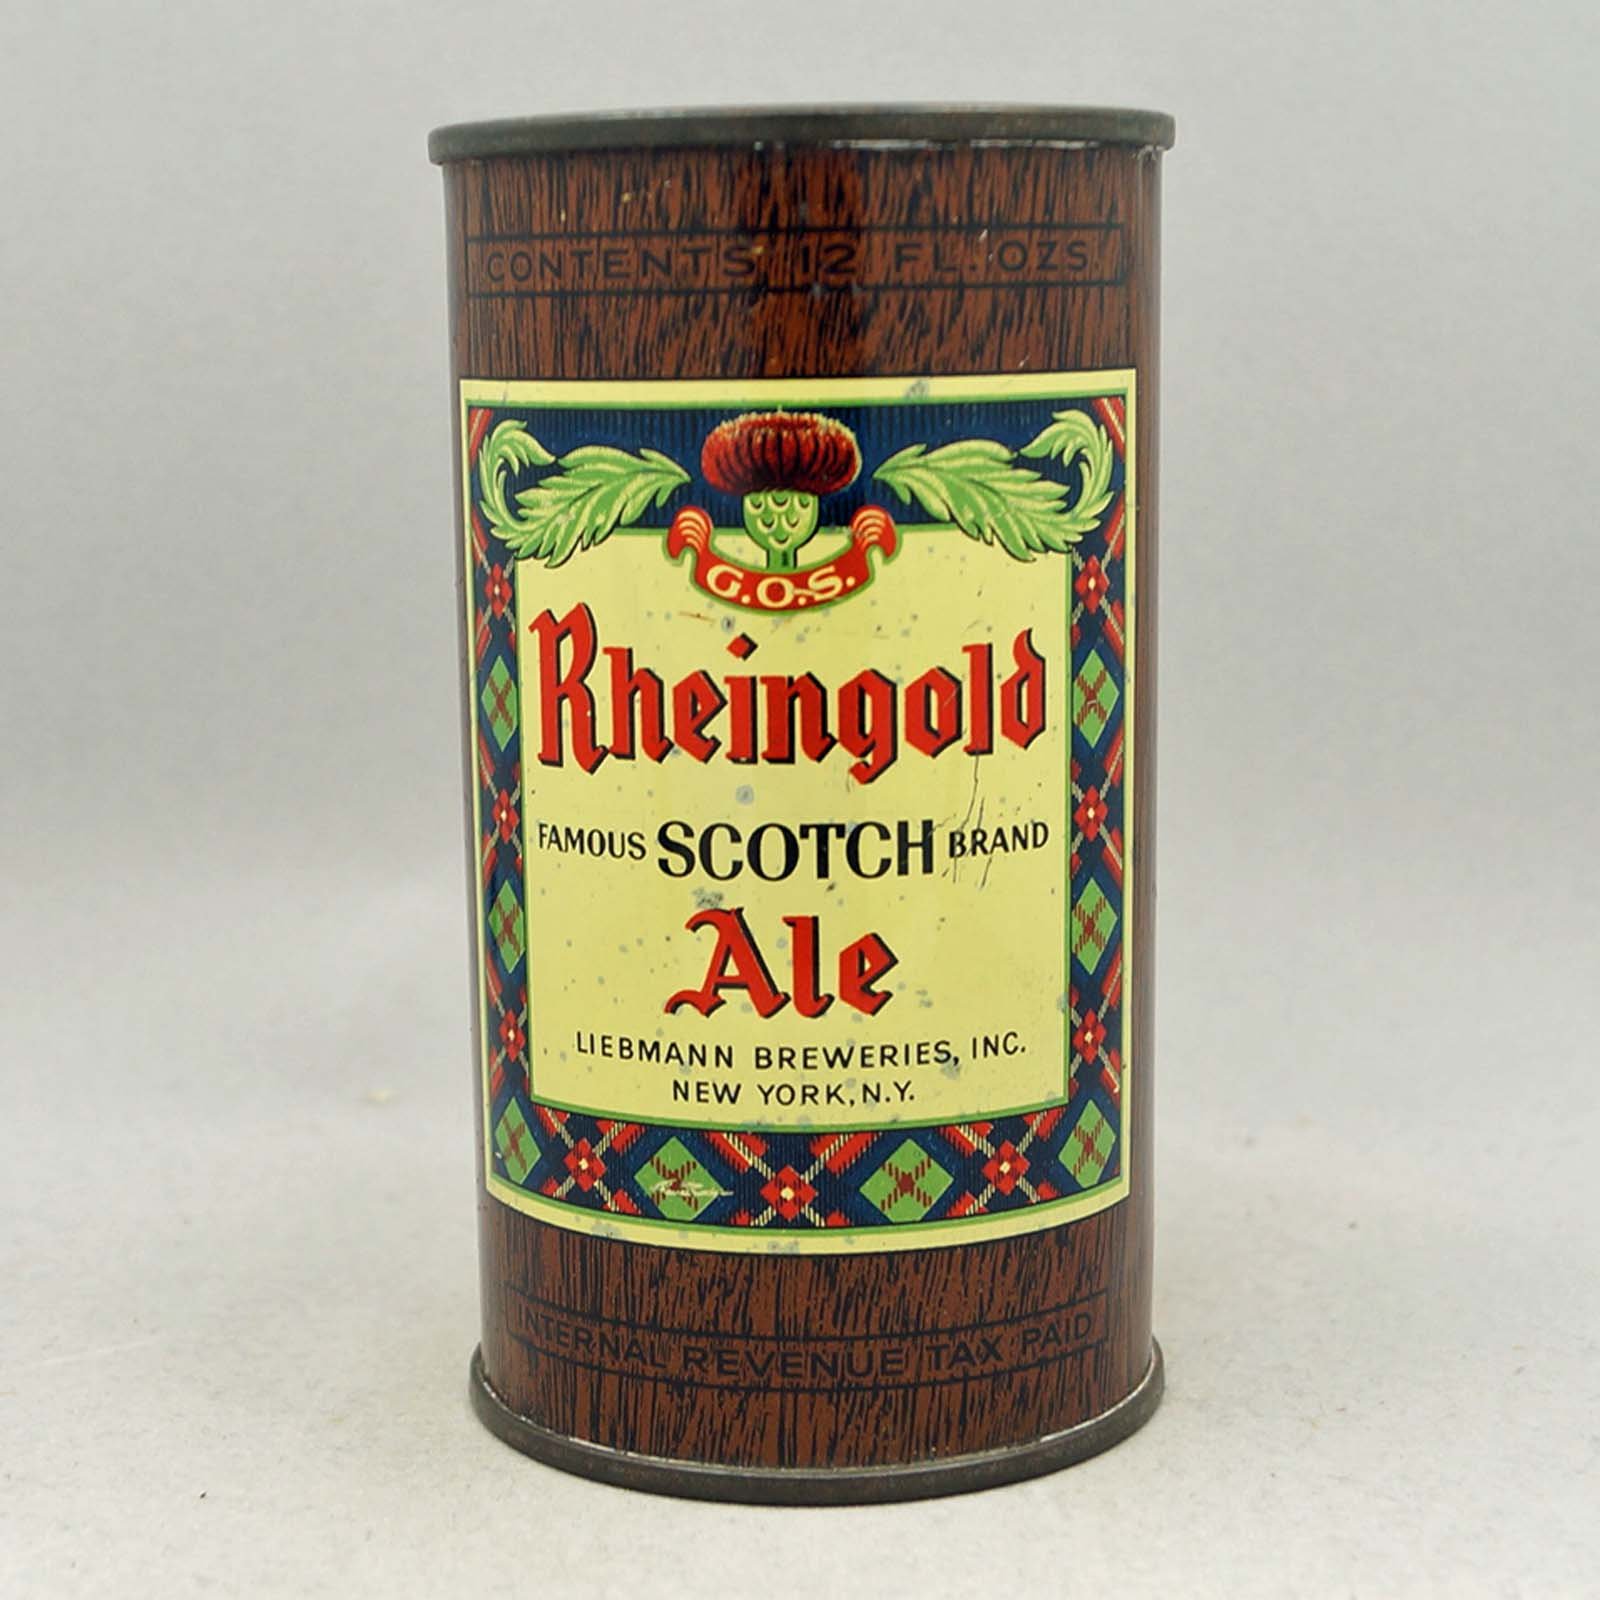 CONTENTS 12 FL. OZS.
G.O.S.
Rheingold
FAMOUS SCOTCH BRAND
Ale
LIEBMANN BREWERIES, INC.
NEW YORK, N.Y.
INTERNAL REVENUE TAX PAID